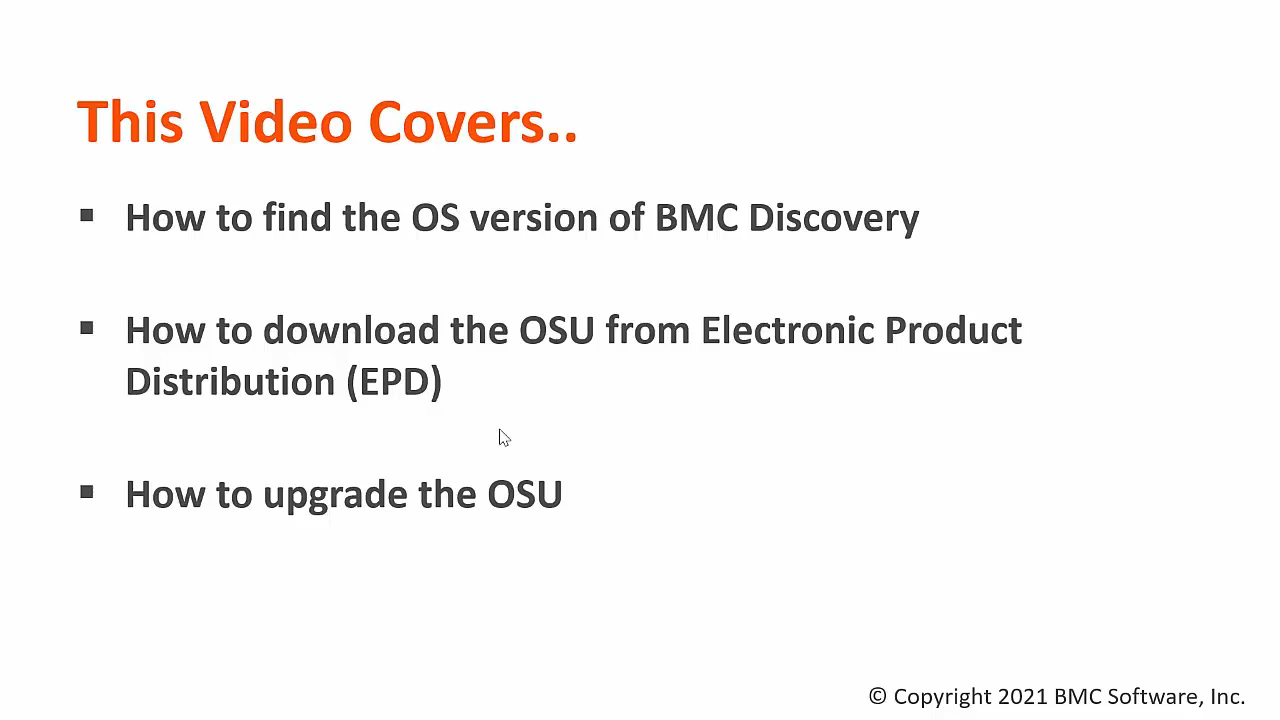 This Video Covers..
▪ How to find the OS version of BMC Discovery
▪ How to download the OSU from Electronic Product
Distribution (EPD)
▪ How to upgrade the OSU
© Copyright 2021 BMC Software, Inc.